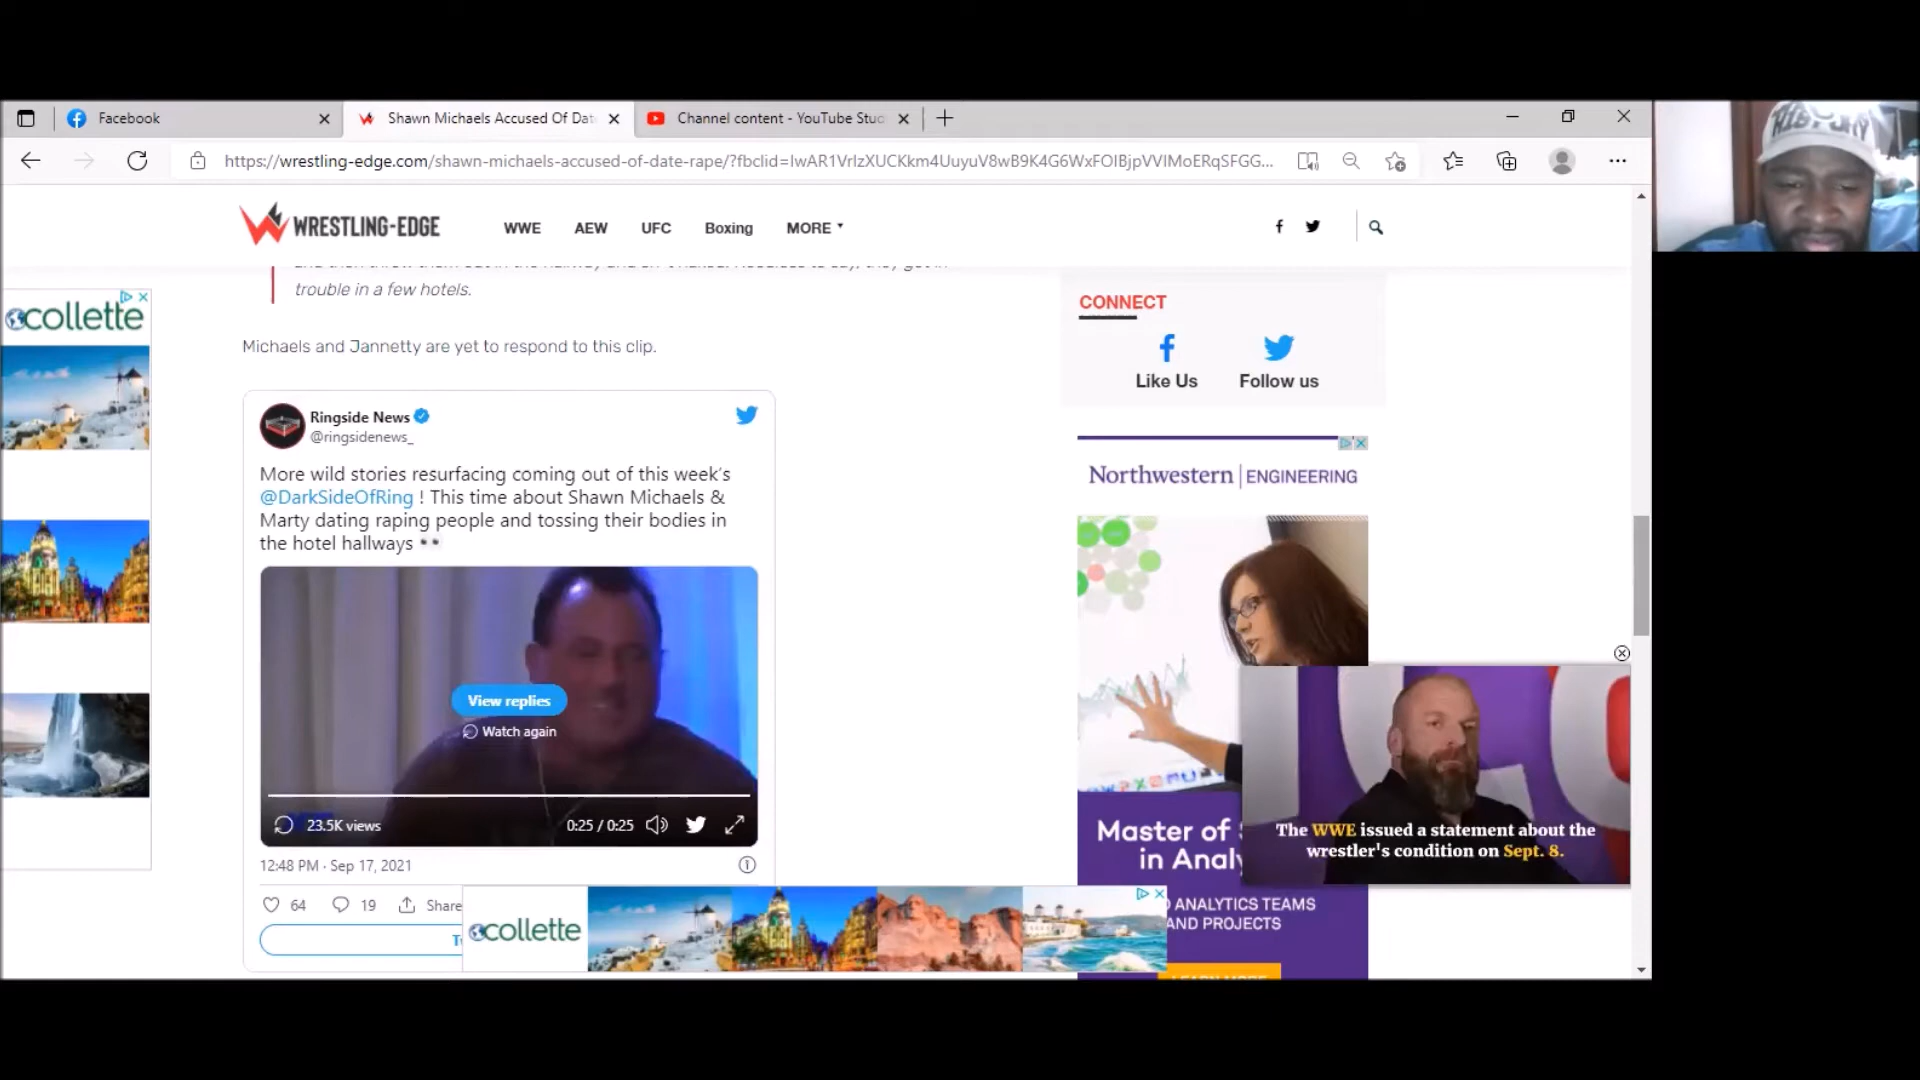 Facebook
Shawn Michaels Accused Of Dat
Channel content - YouTube Stud
https://wrestling-edge.com/shawn-michaels-accused-of-date-rape/?fbclid=IwAR1VrIzXUCKkm4UuyuV8wB9K4G6WxFOIBjpVVIMoERqSFGG...
WRESTLING-EDGE
WWE
AEW
UFC
Boxing
MORE
trouble in a few hotels.
Michaels and Jannetty are yet to respond to this clip.
Ringside News
@ringsidenews_
More wild stories resurfacing coming out of this week's
@DarkSideOfRing ! This time about Shawn Michaels &
Marty dating raping people and tossing their bodies in
the hotel hallways 👀
View replies
Watch again
23.5K views
0:25 / 0:25
12:48 PM · Sep 17, 2021
64
19
Share
collette
collette
CONNECT
Like Us
Follow us
Northwestern | ENGINEERING
Master of
in Analy
ANALYTICS TEAMS
AND PROJECTS
LEARN MORE
The WWE issued a statement about the
wrestler's condition on Sept. 8.